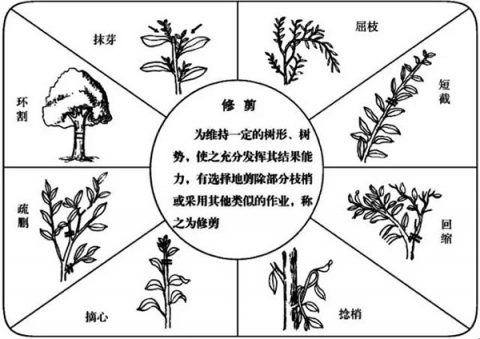 抹芽
屈枝
短截
回缩
捻梢
摘心
疏删
环割
修剪
为维持一定的树形、树
势，使之充分发挥其结果能
力，有选择地剪除部分枝梢
或采用其他类似的作业，称
之为修剪